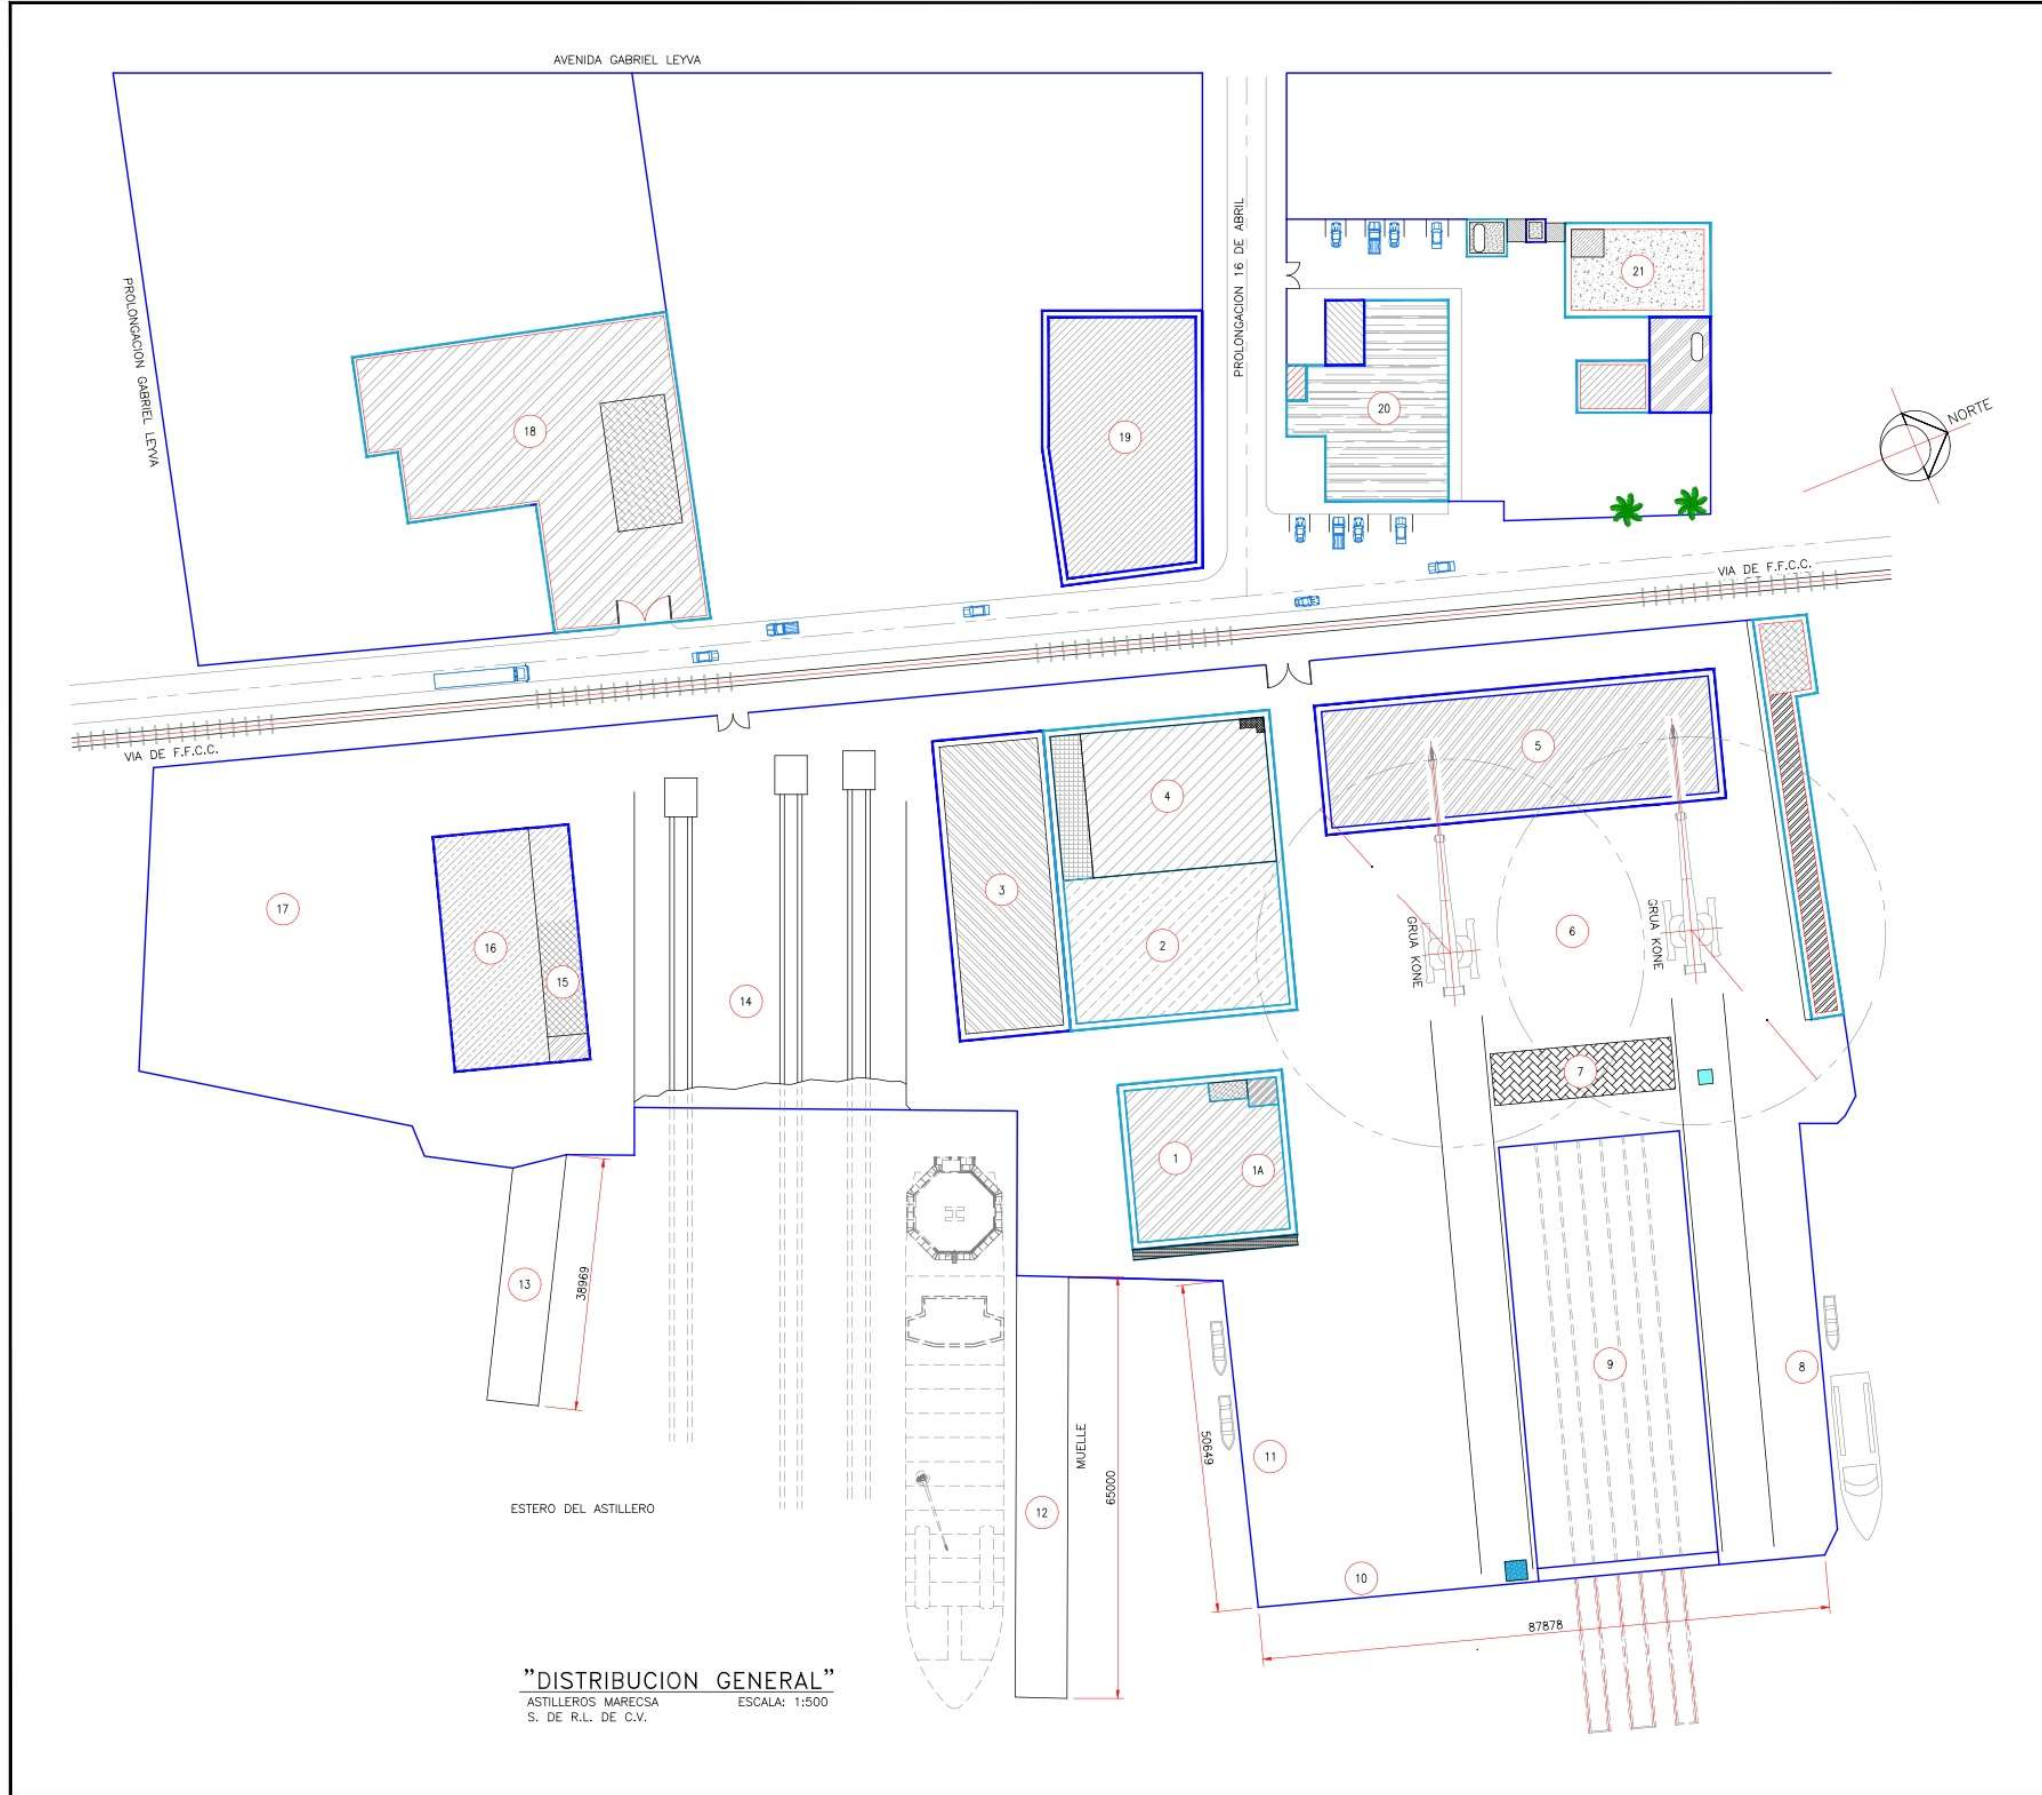 AVENIDA GABRIEL LEYVA
PROLONGACION GABRIEL LEYVA
PROLONGACION 16 DE ABRIL
21
20
18
19
NORTE
VIA DE F.F.C.C.
VIA DE F.F.C.C.
5
4
3
17
2
16
15
14
GRUA KONE
6
GRUA KONE
7
1
1A
13
38969
9
8
MUELLE
65000
50649
11
12
ESTERO DEL ASTILLERO
10
87878
"DISTRIBUCION GENERAL"
ASTILLEROS MARECSA ESCALA: 1:500
S. DE R.L. DE C.V.